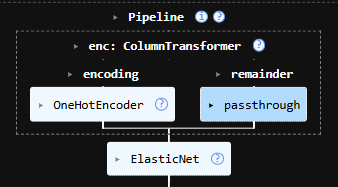 Pipeline i ?
enc: ColumnTransformer ?
encoding remainder
OneHotEncoder ? passthrough
ElasticNet ?